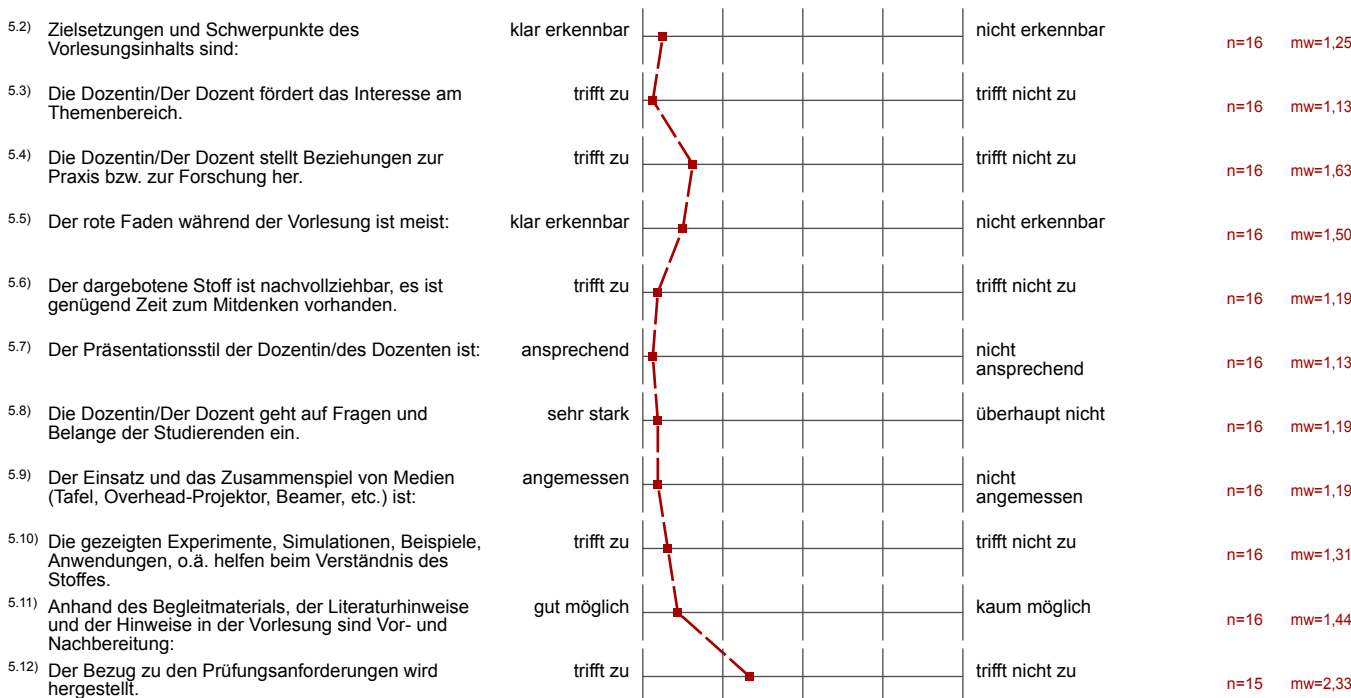 5.2) Zielsetzungen und Schwerpunkte des klar erkennbar nicht erkennbar
Vorlesungsinhalts sind: n=16 mw=1,25
5.3) Die Dozentin/Der Dozent fördert das Interesse am trifft zu trifft nicht zu
Themenbereich. n=16 mw=1,13
5.4) Die Dozentin/Der Dozent stellt Beziehungen zur trifft zu trifft nicht zu
Praxis bzw. zur Forschung her. n=16 mw=1,63
5.5) Der rote Faden während der Vorlesung ist meist: klar erkennbar nicht erkennbar
n=16 mw=1,50
5.6) Der dargebotene Stoff ist nachvollziehbar, es ist trifft zu trifft nicht zu
genügend Zeit zum Mitdenken vorhanden. n=16 mw=1,19
5.7) Der Präsentationsstil der Dozentin/des Dozenten ist: ansprechend nicht
ansprechend n=16 mw=1,13
5.8) Die Dozentin/Der Dozent geht auf Fragen und sehr stark überhaupt nicht
Belange der Studierenden ein. n=16 mw=1,19
5.9) Der Einsatz und das Zusammenspiel von Medien angemessen nicht
(Tafel, Overhead-Projektor, Beamer, etc.) ist: angemessen n=16 mw=1,19
5.10) Die gezeigten Experimente, Simulationen, Beispiele, trifft zu trifft nicht zu
Anwendungen, o.ä. helfen beim Verständnis des n=16 mw=1,31
Stoffes.
5.11) Anhand des Begleitmaterials, der Literaturhinweise gut möglich kaum möglich
und der Hinweise in der Vorlesung sind Vor- und n=16 mw=1,44
Nachbereitung:
5.12) Der Bezug zu den Prüfungsanforderungen wird trifft zu trifft nicht zu
hergestellt. n=15 mw=2,33